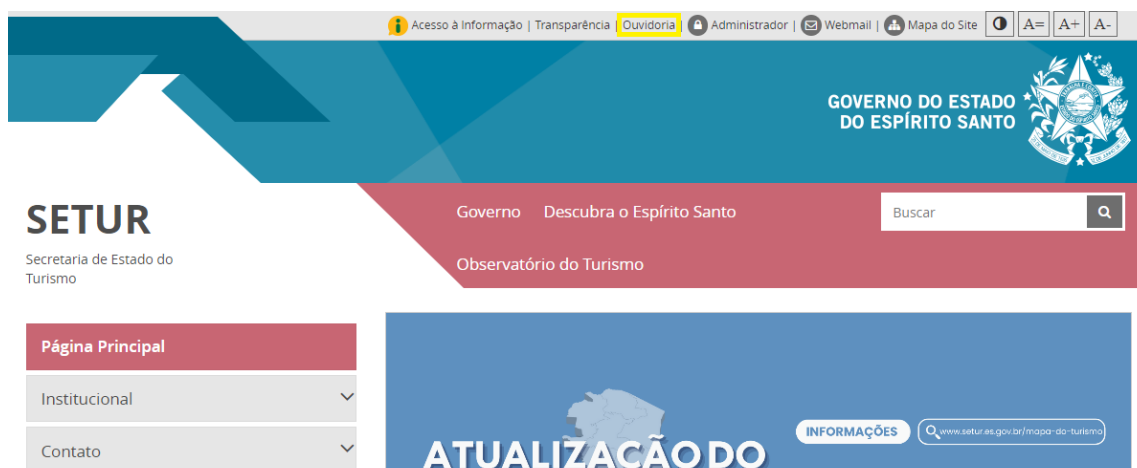 Acesso à Informação | Transparência | Ouvidoria | Administrador | Webmail | Mapa do Site A= A+ A-
GOVERNO DO ESTADO
DO ESPÍRITO SANTO
SETUR
Secretaria de Estado do
Turismo
Governo Descubra o Espírito Santo
Observatório do Turismo
Buscar
Página Principal
Institucional
Contato
ATUALIZAÇÃO DO
INFORMAÇÕES www.setur.es.gov.br/mapa-do-turismo